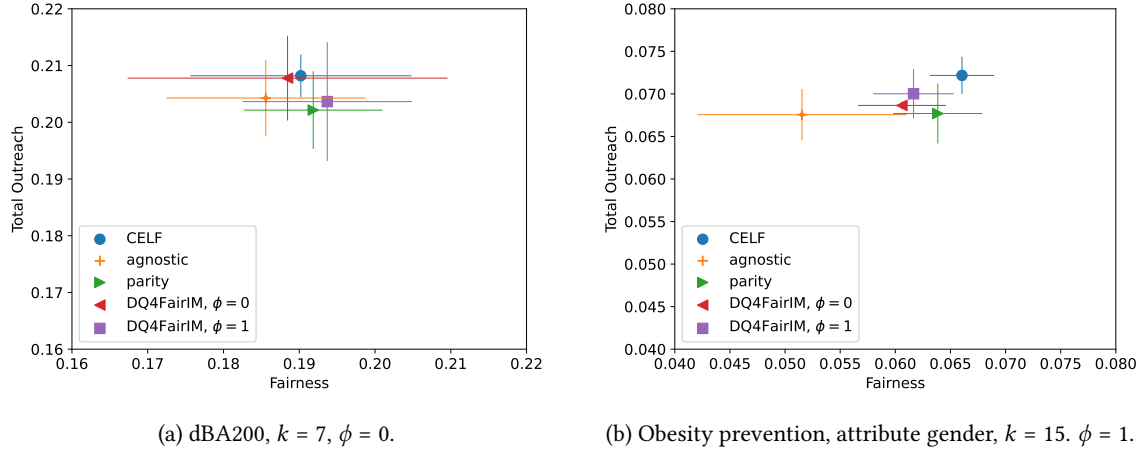 0.22
0.21
0.20
0.19
0.18
0.17
0.16
Total Outreach
CELF
agnostic
parity
DQ4FairIM, ϕ = 0
DQ4FairIM, ϕ = 1
0.16 0.17 0.18 0.19 0.20 0.21 0.22
Fairness
(a) dBA200, k = 7, ϕ = 0.
0.080
0.075
0.070
0.065
0.060
0.055
0.050
0.045
0.040
Total Outreach
CELF
agnostic
parity
DQ4FairIM, ϕ = 0
DQ4FairIM, ϕ = 1
0.040 0.045 0.050 0.055 0.060 0.065 0.070 0.075 0.080
Fairness
(b) Obesity prevention, attribute gender, k = 15. ϕ = 1.